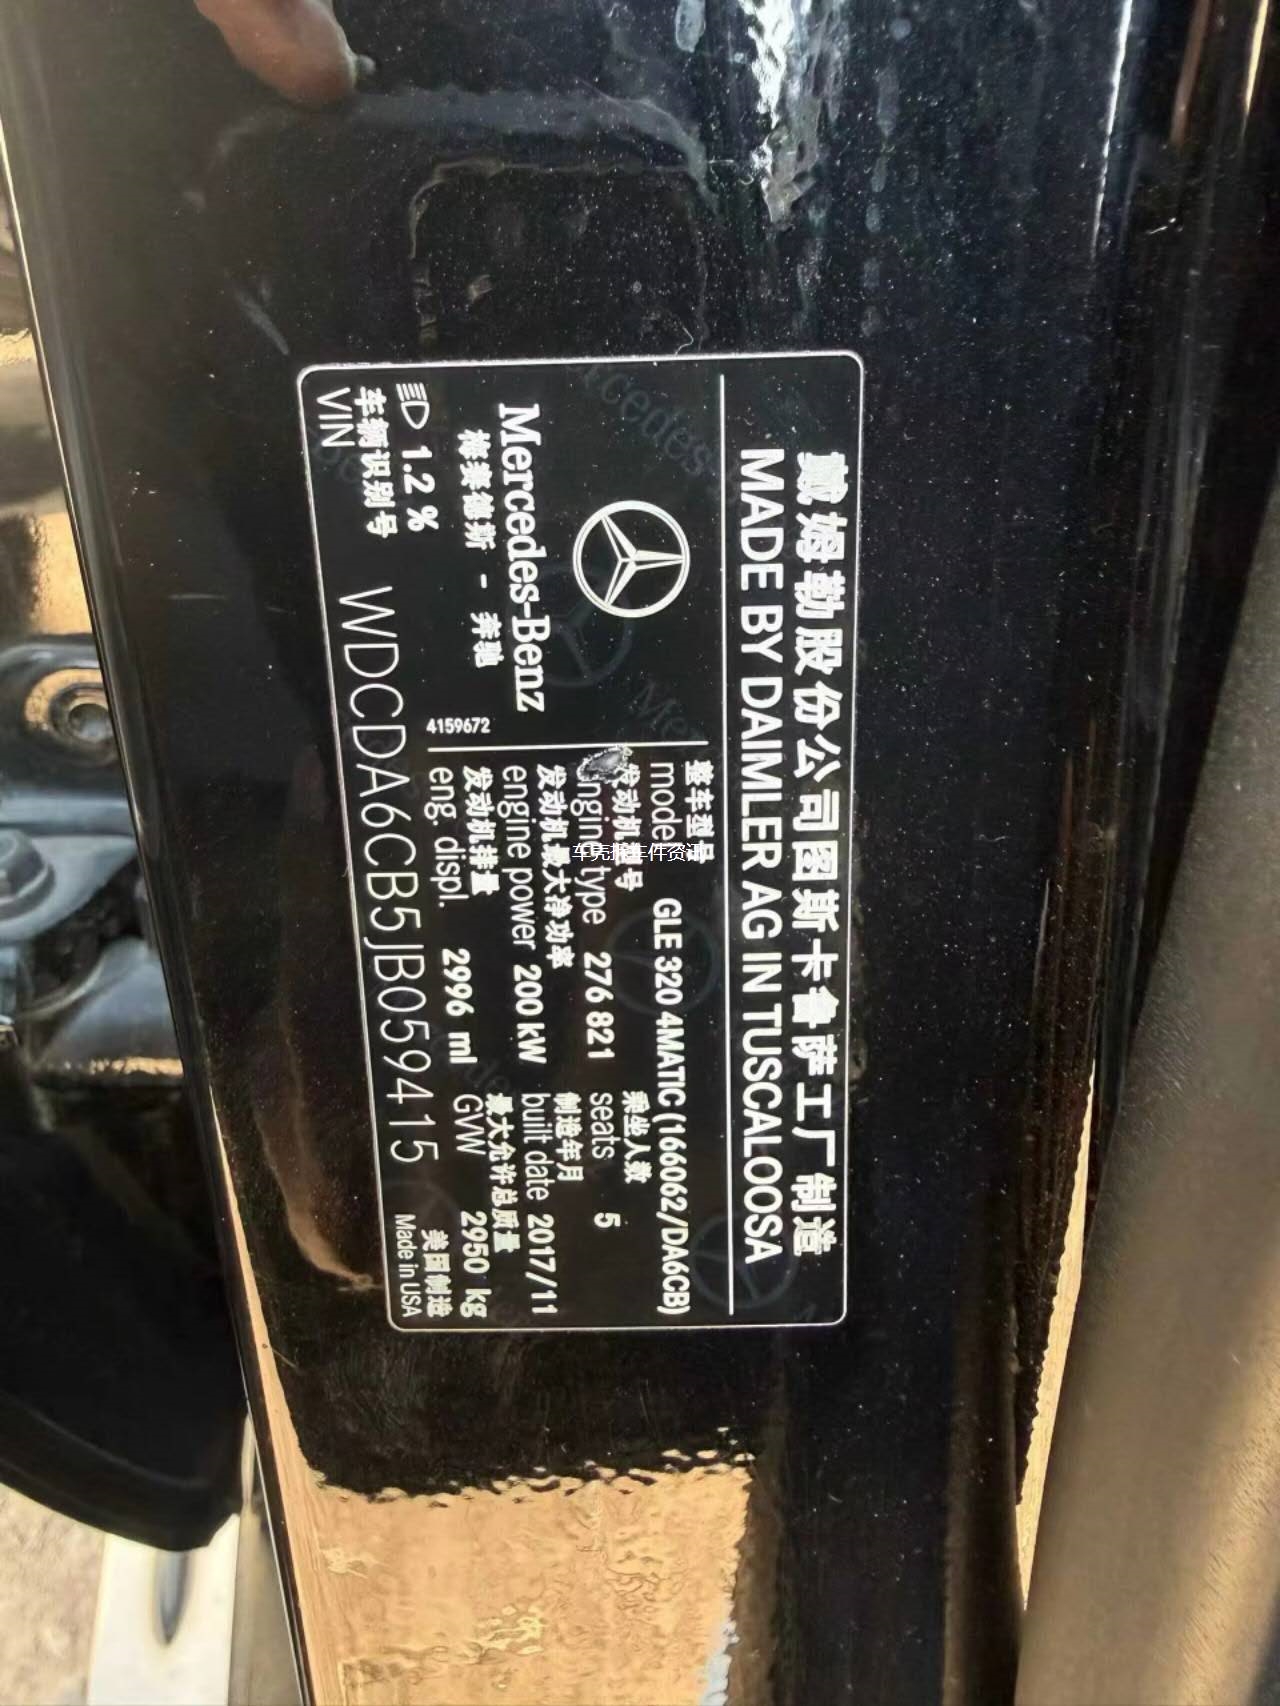 戴姆勒股份公司图斯卡鲁萨工厂制造
MADE BY DAIMLER AG IN TUSCALOOSA
Mercedes-Benz
梅赛德斯 - 奔驰
1.2 %
4159672
整车型号
model GLE 320 4MATIC (166062/DA6CB)
发动机型号 乘坐人数
engine type 276 821 seats 5
发动机最大净功率 制造年月
engine power 200 kW built date 2017/11
发动机排量 最大允许总质量
eng. displ. 2996 ml GVW 2950 kg
车辆识别号 美国制造
VIN WDCDA6CB5JB059415 Made in USA
Mercedes